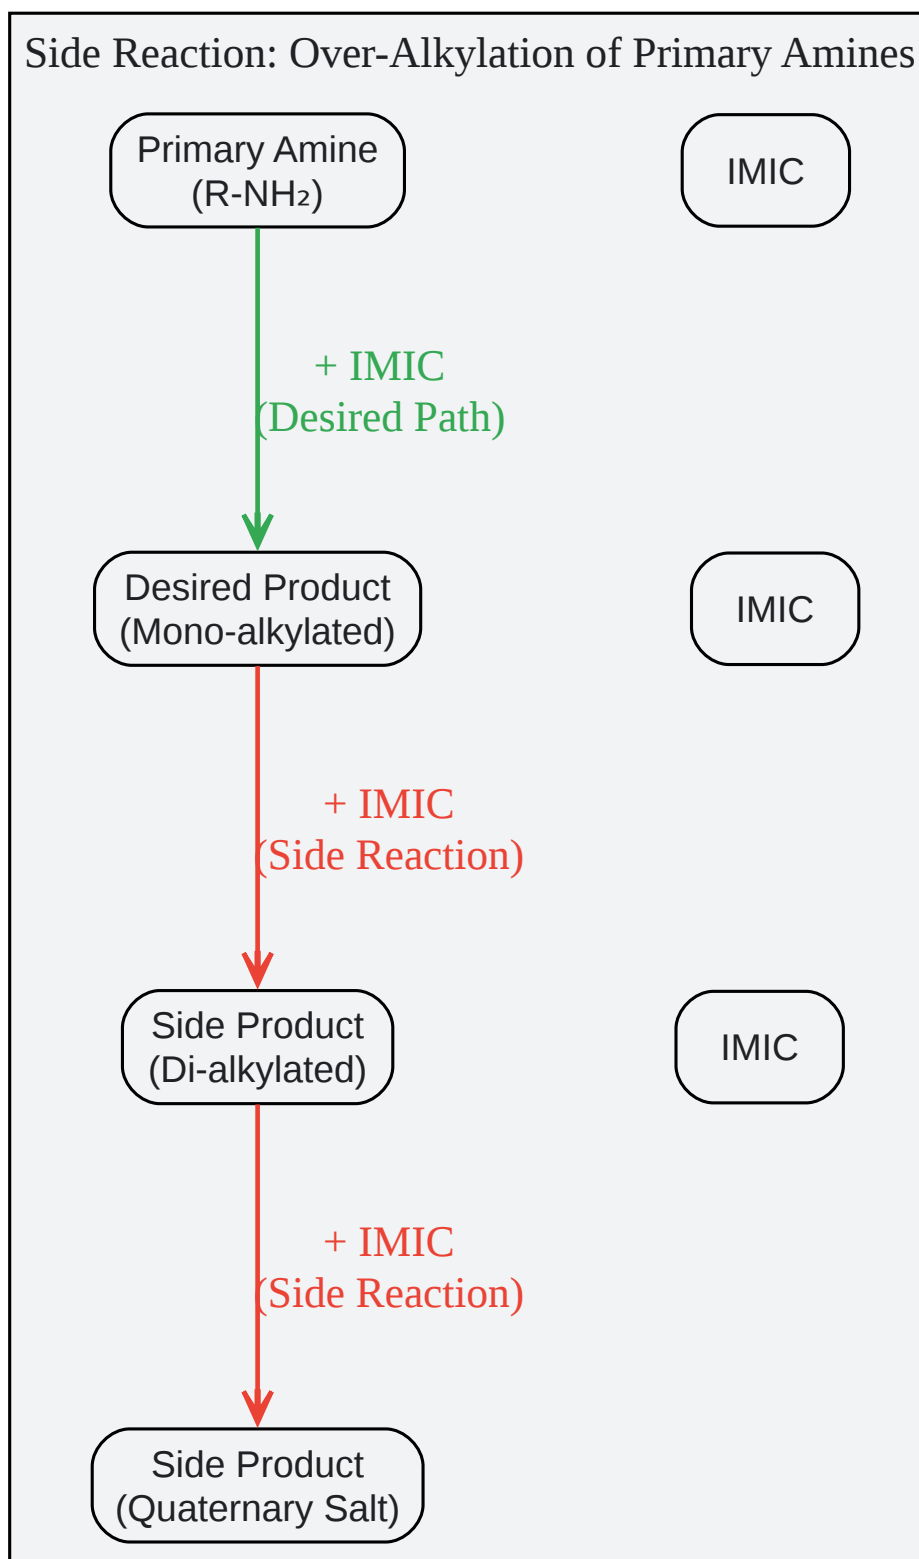 Side Reaction: Over-Alkylation of Primary Amines
Primary Amine
(R-NH₂)
IMIC
+ IMIC
(Desired Path)
Desired Product
(Mono-alkylated)
IMIC
+ IMIC
(Side Reaction)
Side Product
(Di-alkylated)
IMIC
+ IMIC
(Side Reaction)
Side Product
(Quaternary Salt)